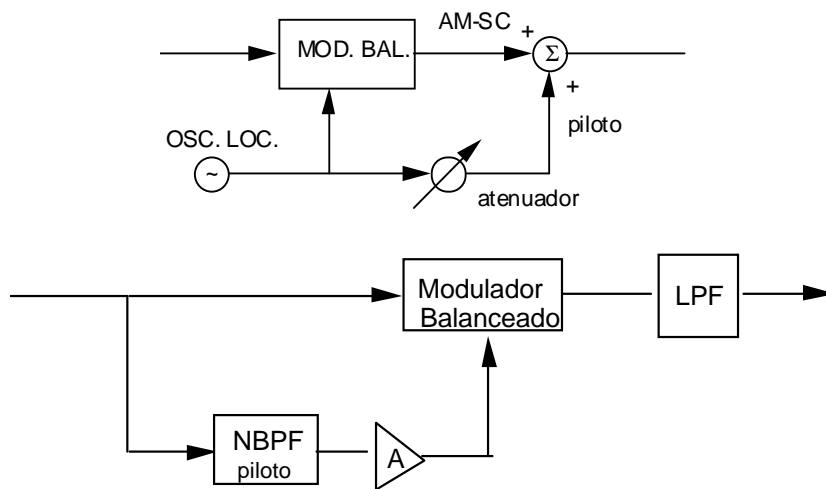 AM-SC
+
MOD. BAL.
Σ
+
piloto
OSC. LOC.
~
atenuador
Modulador
Balanceado
LPF
NBPF
piloto
A